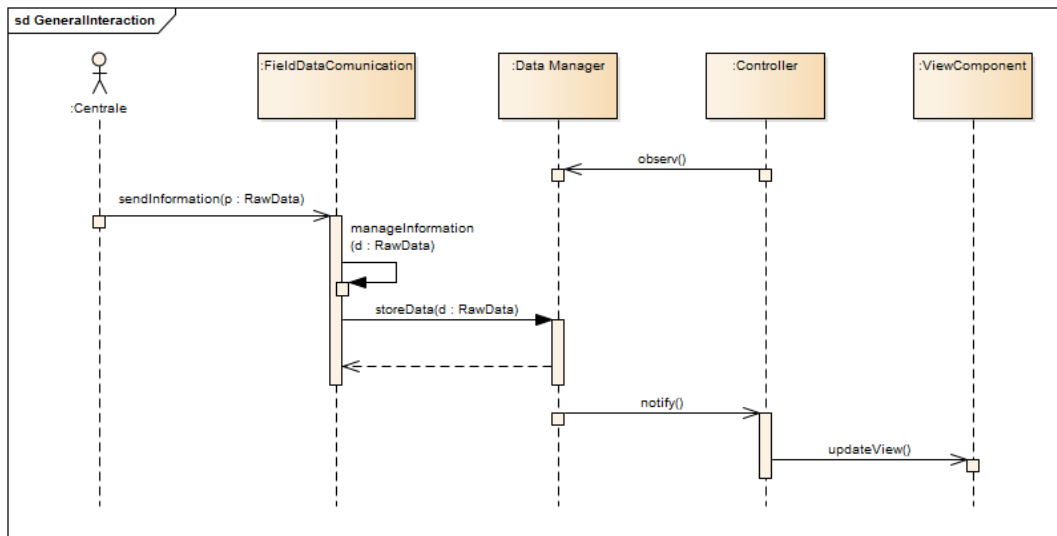 sd GeneralInteraction
:Centrale
:FieldDataComunication
:Data Manager
:Controller
:ViewComponent
observ()
sendInformation(p : RawData)
manageInformation
(d : RawData)
storeData(d : RawData)
notify()
updateView()